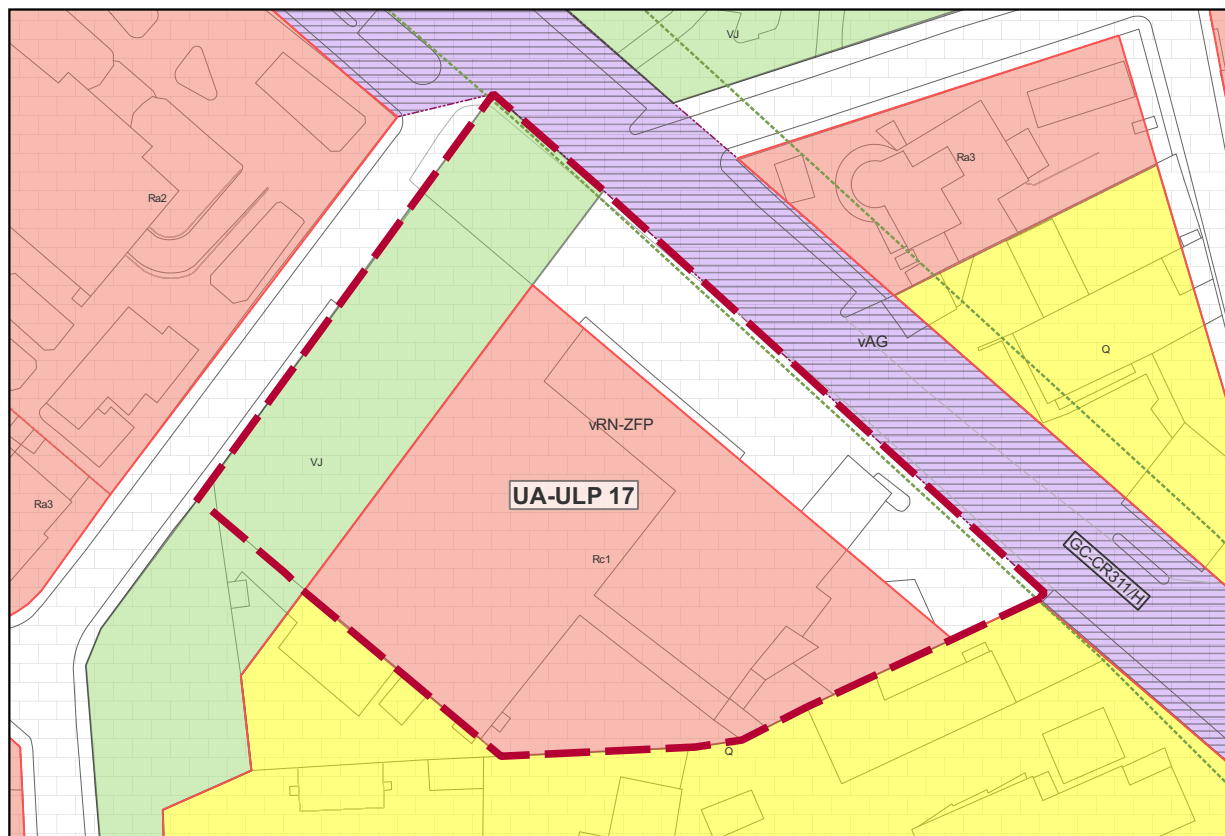 VJ
Ra3
Ra2
vAG
Q
vRN-ZFP
VJ
UA-ULP 17
Ra3
Rc1
GC-CR311/H
Q